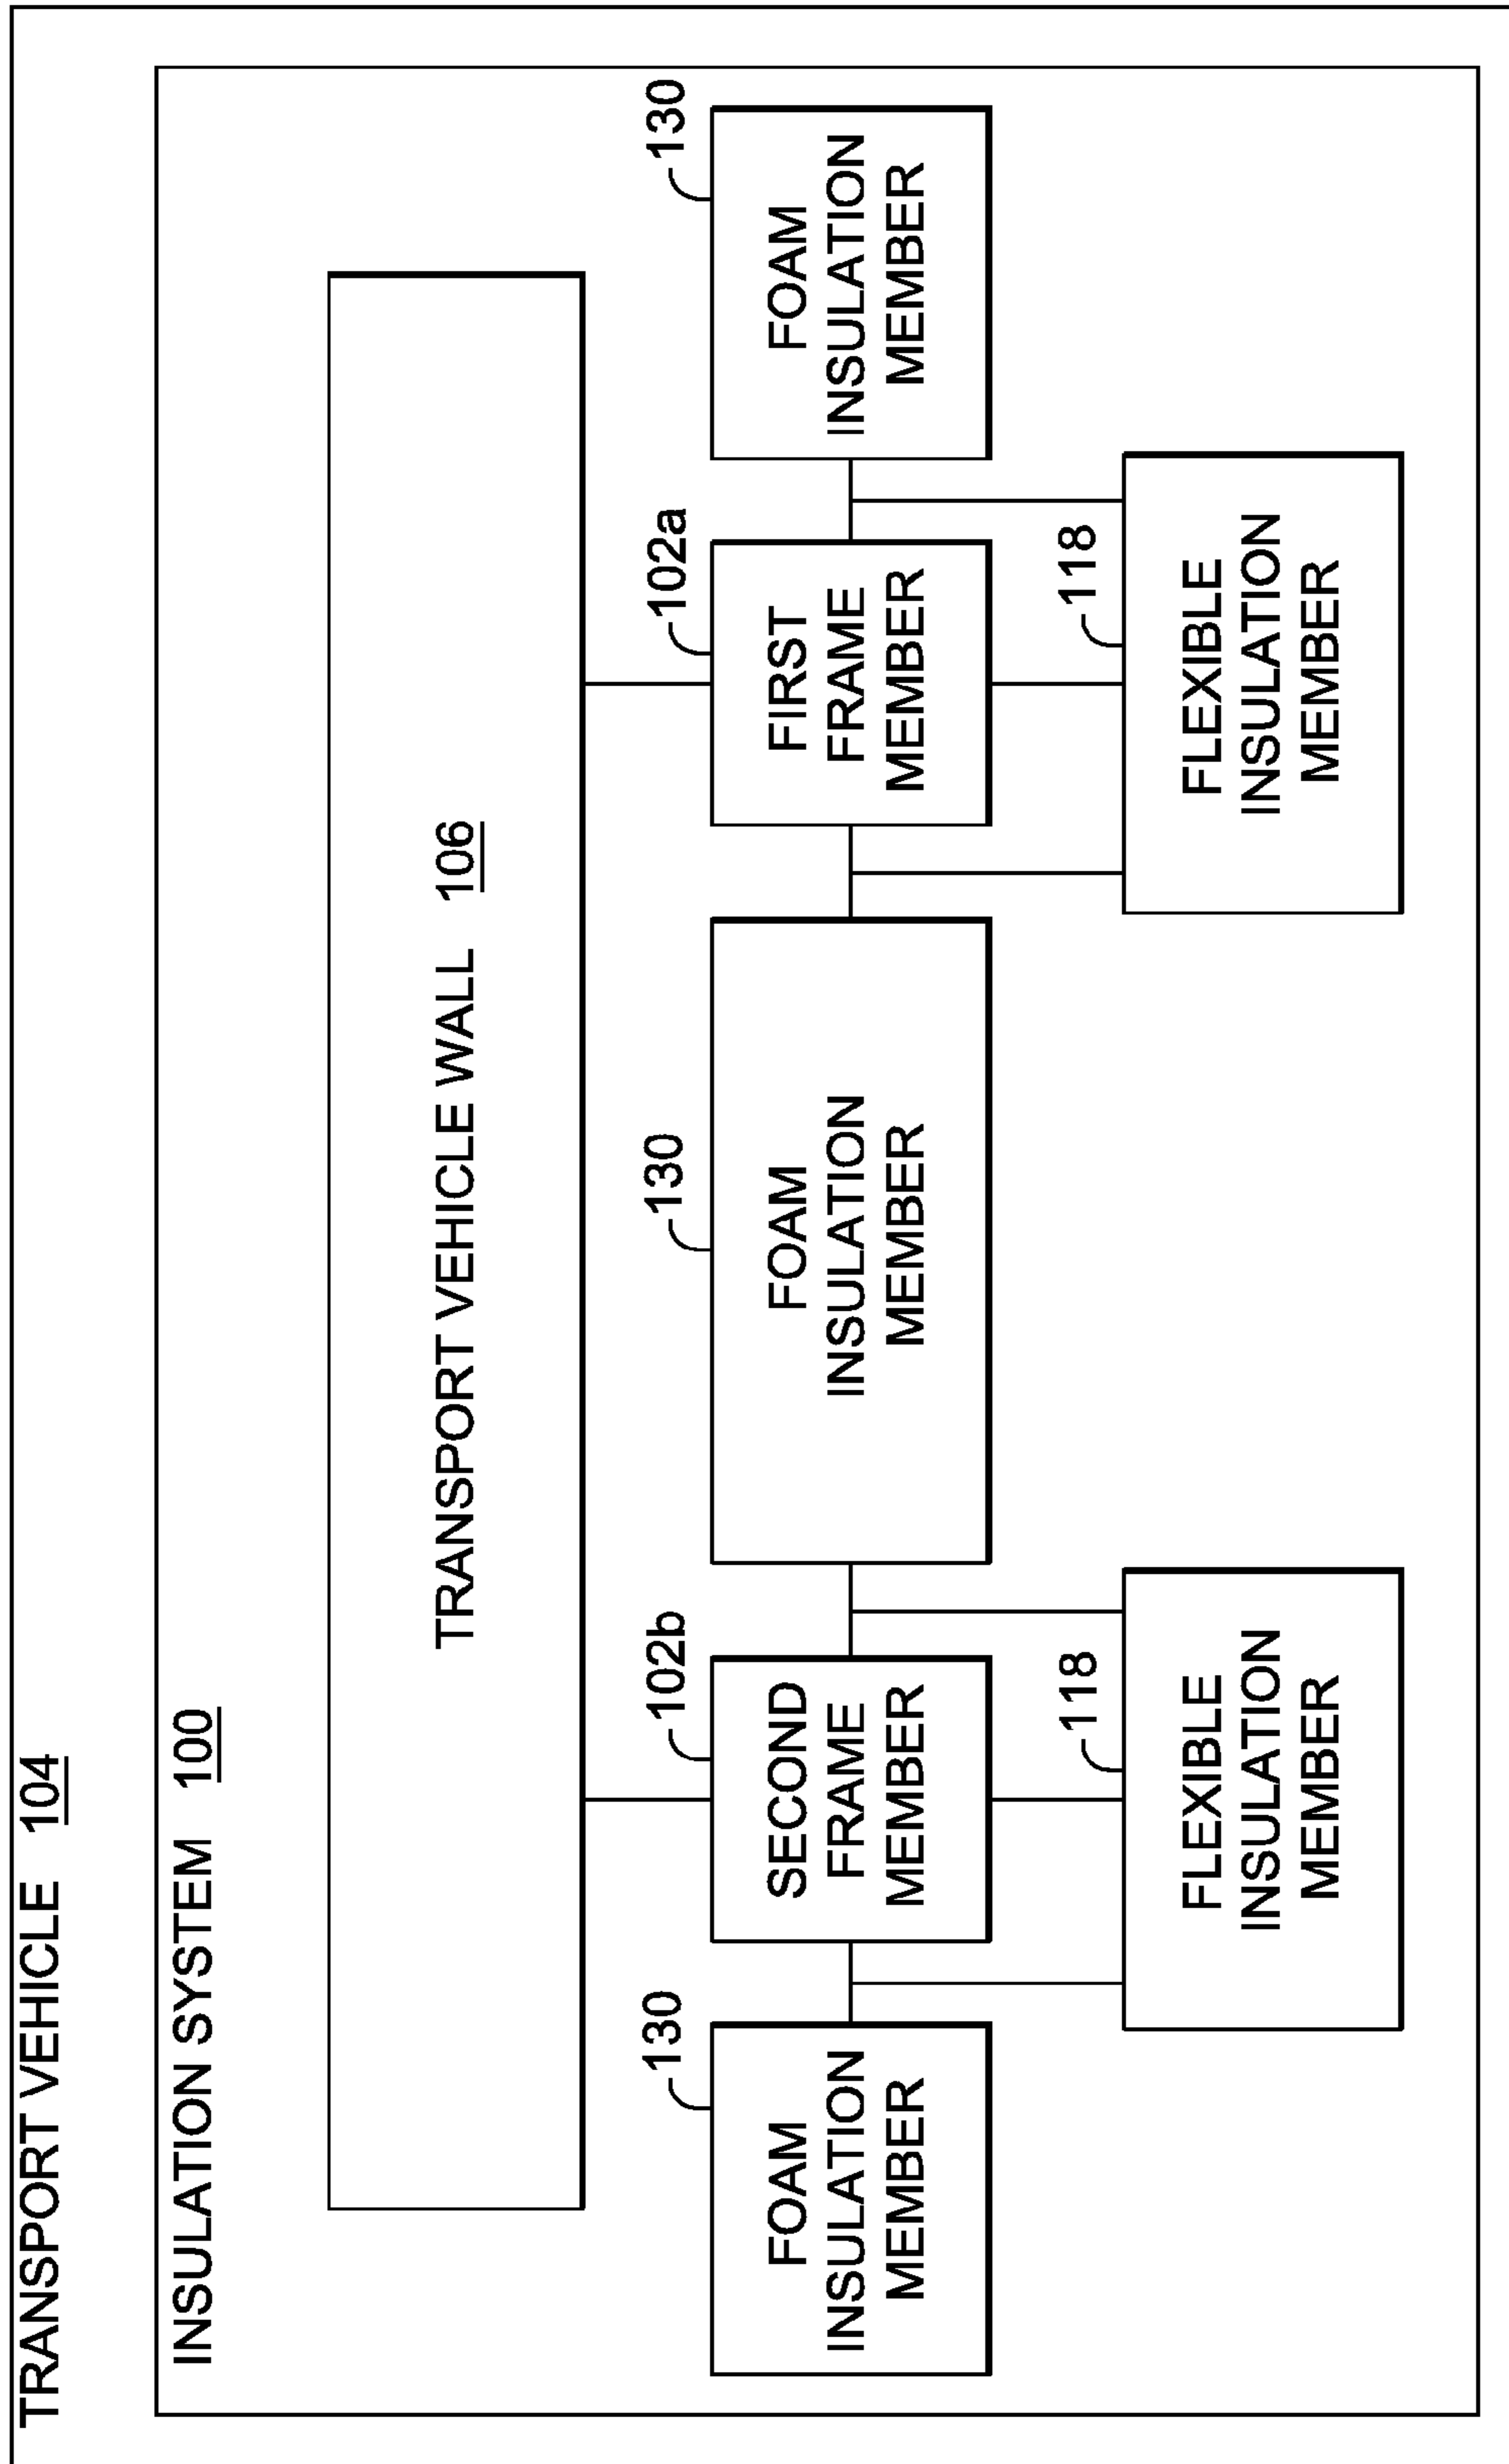 TRANSPORT VEHICLE 104
INSULATION SYSTEM 100
TRANSPORT VEHICLE WALL 106
130
FOAM
INSULATION
MEMBER
102b
SECOND
FRAME
MEMBER
130
FOAM
INSULATION
MEMBER
102a
FIRST
FRAME
MEMBER
130
FOAM
INSULATION
MEMBER
118
FLEXIBLE
INSULATION
MEMBER
118
FLEXIBLE
INSULATION
MEMBER